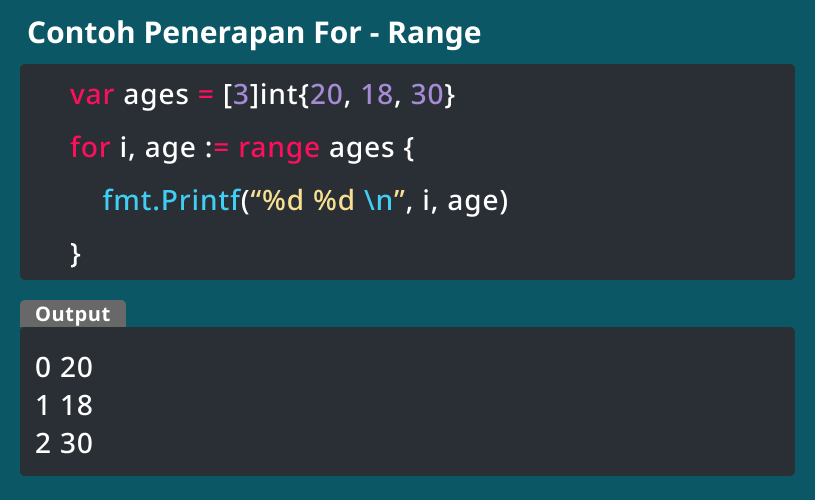 Contoh Penerapan For - Range
var ages = [3]int{20, 18, 30}
for i, age := range ages {
fmt.Printf(“%d %d \n”, i, age)
}
Output
0 20
1 18
2 30